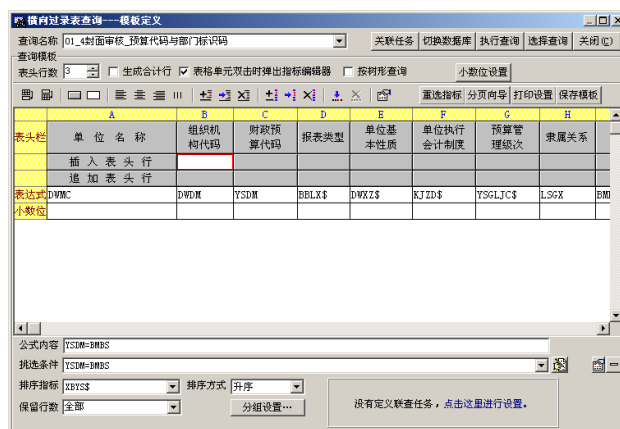 横向过录表查询---模板定义
查询名称 01_4封面审核_预算代码与部门标识码 关联任务 切换数据库 执行查询 选择查询 关闭(C)
查询模板
表头行数 3 生成合计行 表格单元双击时弹出指标编辑器 按树形查询 小数位设置
重选指标 分页向导 打印设置 保存模板
A B C D E F G H
表头栏 单 位 名 称 组织机构代码 财政预算代码 报表类型 单位基本性质 单位执行会计制度 预算管理级次 隶属关系
插 入 表 头 行
追 加 表 头 行
表达式 DWMC DWDM YSDM BBLX$ DWXZ$ KJZD$ YSGLJC$ LSGX
小数位
公式内容 YSDM=BMBS
挑选条件 YSDM=BMBS
排序指标 XBYS$ 排序方式 升序
保留行数 全部 分组设置… 没有定义联查任务，点击这里进行设置。